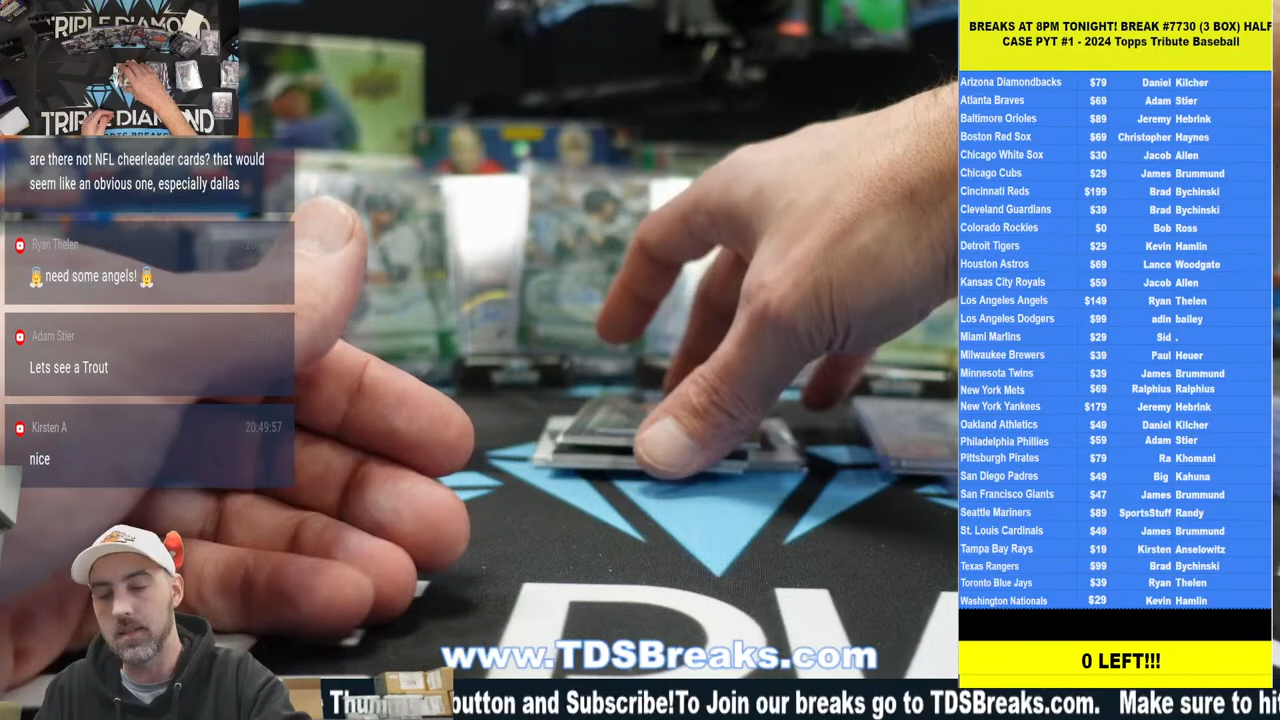 TRIPLE DIAMOND
TRIPLE DIAMOND
are there not NFL cheerleader cards? that would
seem like an obvious one, especially dallas
Ryan Thelen
need some angels!
Adam Stier
Lets see a Trout
Kirsten A 20:49:57
nice
www.TDSBreaks.com
button and Subscribe!To Join our breaks go to TDSBreaks.com. Make sure to hi
BREAKS AT 8PM TONIGHT! BREAK #7730 (3 BOX) HALF
CASE PYT #1 - 2024 Topps Tribute Baseball
Arizona Diamondbacks $79 Daniel Kilcher
Atlanta Braves $69 Adam Stier
Baltimore Orioles $89 Jeremy Hebrink
Boston Red Sox $69 Christopher Haynes
Chicago White Sox $30 Jacob Allen
Chicago Cubs $29 James Brummund
Cincinnati Reds $199 Brad Bychinski
Cleveland Guardians $39 Brad Bychinski
Colorado Rockies $0 Bob Ross
Detroit Tigers $29 Kevin Hamlin
Houston Astros $69 Lance Woodgate
Kansas City Royals $59 Jacob Allen
Los Angeles Angels $149 Ryan Thelen
Los Angeles Dodgers $99 adin bailey
Miami Marlins $29 Sid .
Milwaukee Brewers $39 Paul Heuer
Minnesota Twins $39 James Brummund
New York Mets $69 Ralphius Ralphius
New York Yankees $179 Jeremy Hebrink
Oakland Athletics $49 Daniel Kilcher
Philadelphia Phillies $59 Adam Stier
Pittsburgh Pirates $79 Ra Khomani
San Diego Padres $49 Big Kahuna
San Francisco Giants $47 James Brummund
Seattle Mariners $89 SportsStuff Randy
St. Louis Cardinals $49 James Brummund
Tampa Bay Rays $19 Kirsten Anselowitz
Texas Rangers $99 Brad Bychinski
Toronto Blue Jays $39 Ryan Thelen
Washington Nationals $29 Kevin Hamlin
0 LEFT!!!